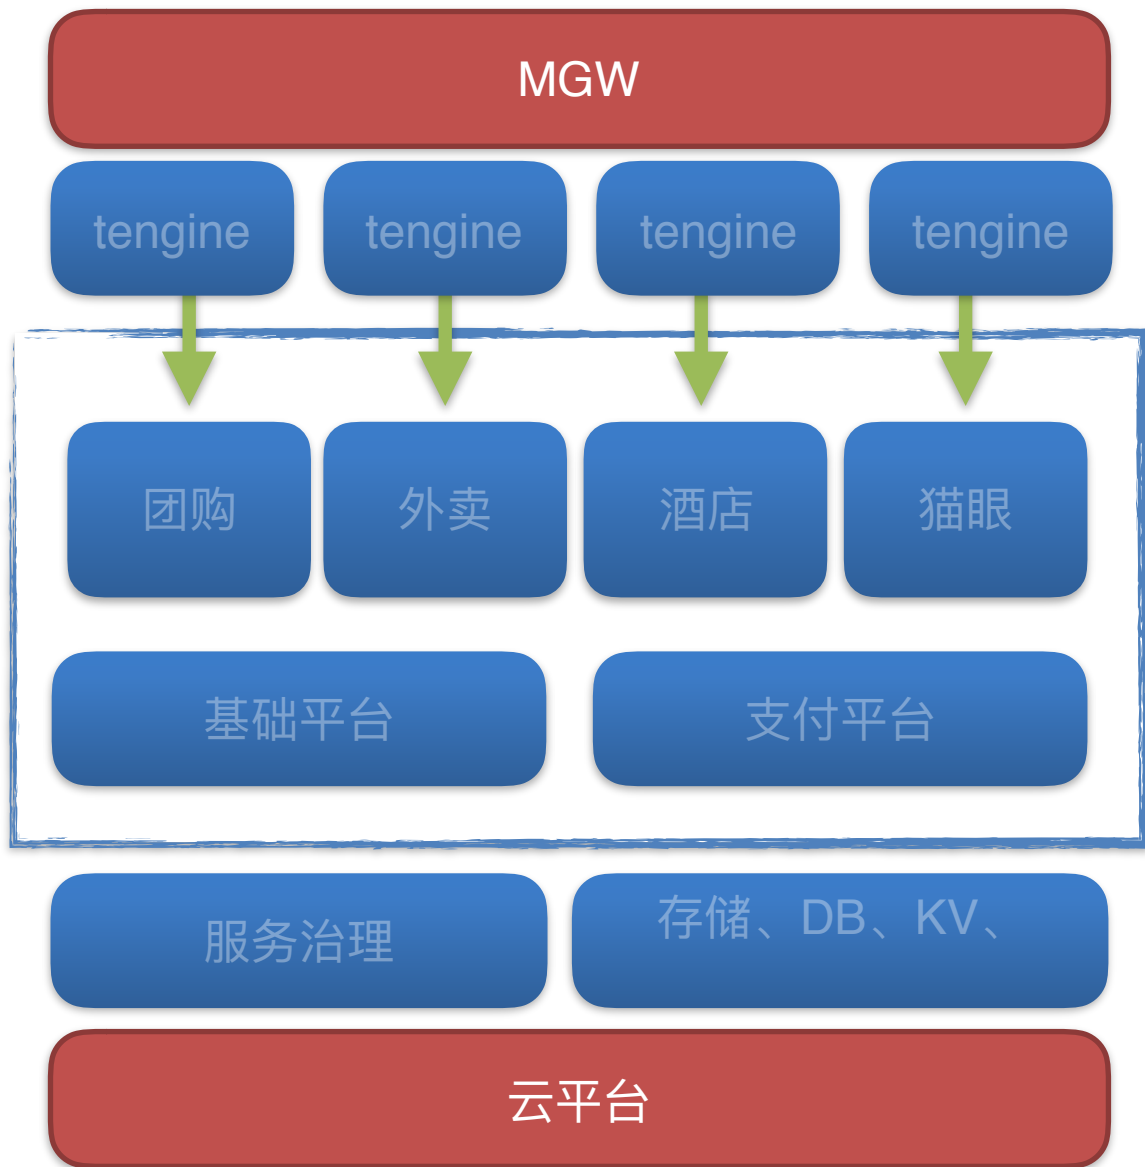 MGW
tengine
tengine
tengine
tengine
团购
外卖
酒店
猫眼
基础平台
支付平台
服务治理
存储、DB、KV、
云平台